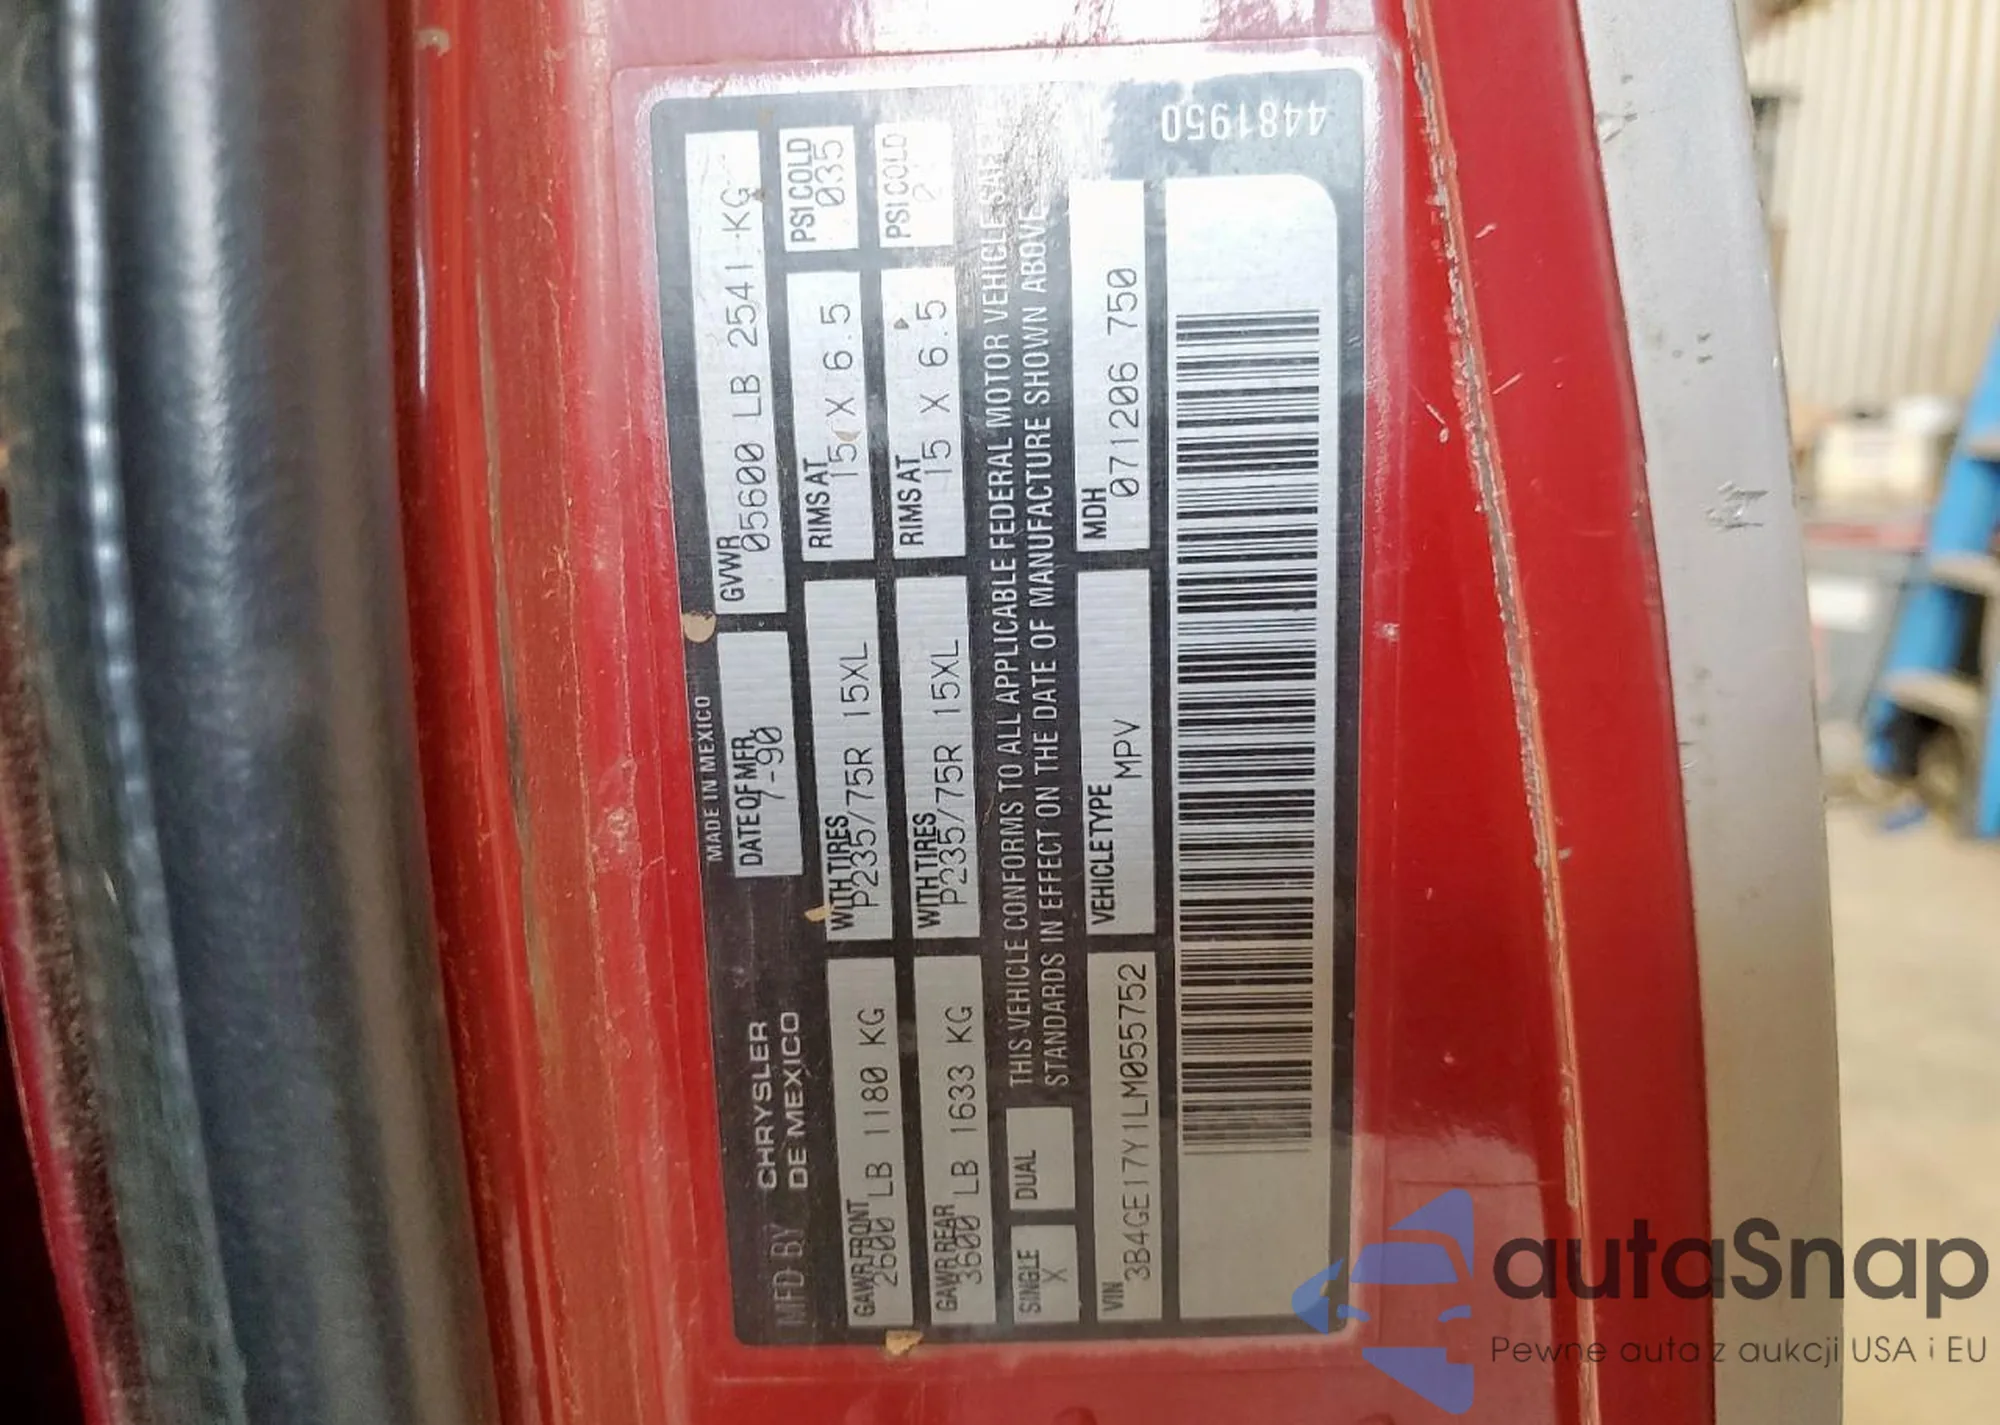 MADE IN MEXICO
MFD BY CHRYSLER
DE MEXICO
DATE OF MFR
7-90
GVWR
05600 LB 2541 KG
GAWR FRONT
2600 LB 1180 KG
WITH TIRES
P235/75R 15XL
RIMS AT
15 X 6.5
PSI COLD
035
GAWR REAR
3600 LB 1633 KG
WITH TIRES
P235/75R 15XL
RIMS AT
15 X 6.5
PSI COLD
SINGLE
X
DUAL
THIS VEHICLE CONFORMS TO ALL APPLICABLE FEDERAL MOTOR VEHICLE
STANDARDS IN EFFECT ON THE DATE OF MANUFACTURE SHOWN ABOVE
VIN
3B4GE17Y1LM055752
VEHICLE TYPE
MPV
MDH
071206 750
4481950
autaSnap
Pewne auta z aukcji USA i EU